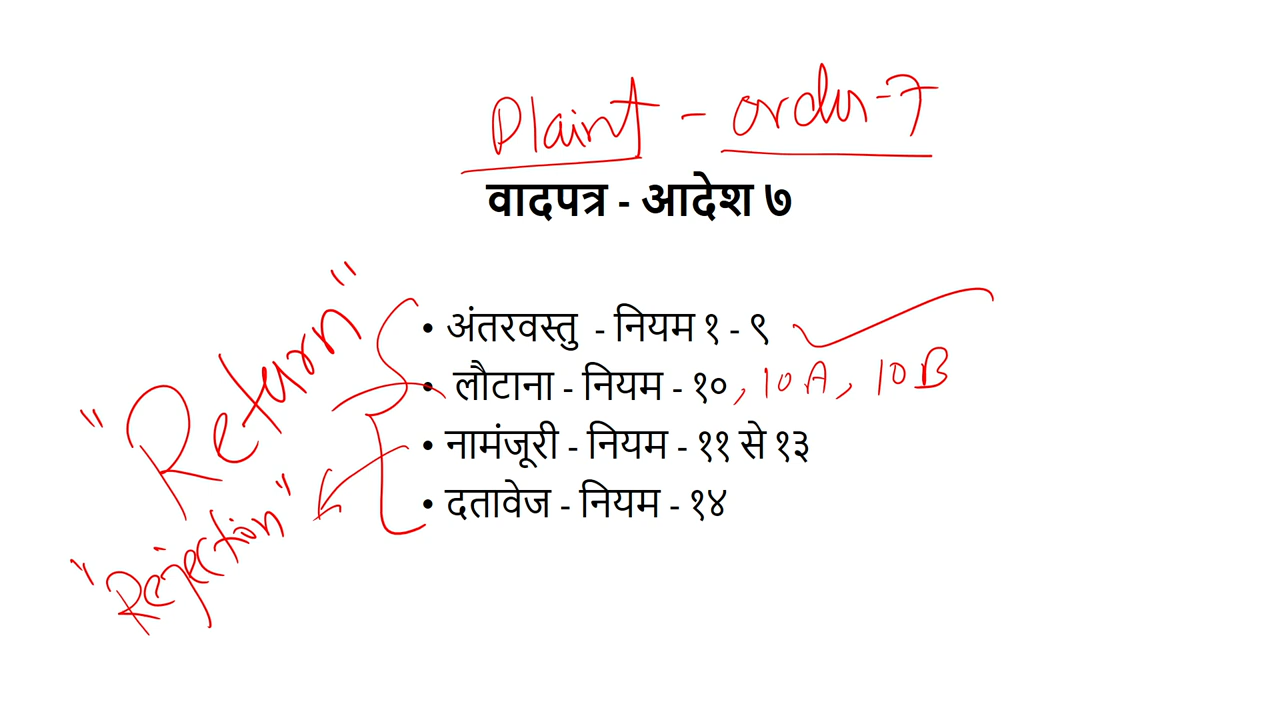 Plaint - order-7
वादपत्र - आदेश ७
"Return"
• अंतरवस्तु - नियम १ - ९
• लौटाना - नियम - १०, 10A, 10B
• नामंजूरी - नियम - ११ से १३
• दतावेज - नियम - १४
"Rejection"